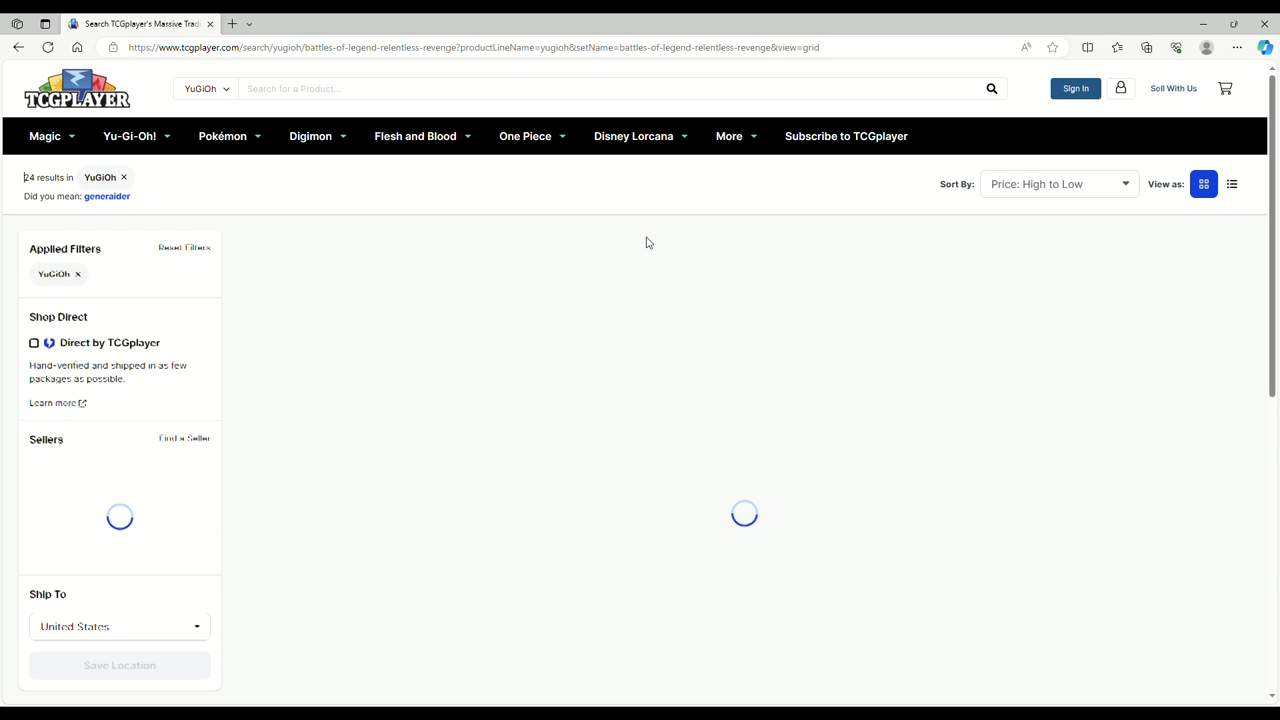 Search TCGplayer's Massive Tradi
https://www.tcgplayer.com/search/yugioh/battles-of-legend-relentless-revenge?productLineName=yugioh&setName=battles-of-legend-relentless-revenge&view=grid
TCGPLAYER
YuGiOh
Search for a Product...
Sign In
Sell With Us
Magic
Yu-Gi-Oh!
Pokémon
Digimon
Flesh and Blood
One Piece
Disney Lorcana
More
Subscribe to TCGplayer
24 results in YuGiOh
Did you mean: generaider
Sort By: Price: High to Low
View as:
Applied Filters
Reset Filters
YuGiOh
Shop Direct
Direct by TCGplayer
Hand-verified and shipped in as few
packages as possible.
Learn more
Sellers
Find a Seller
Ship To
United States
Save Location